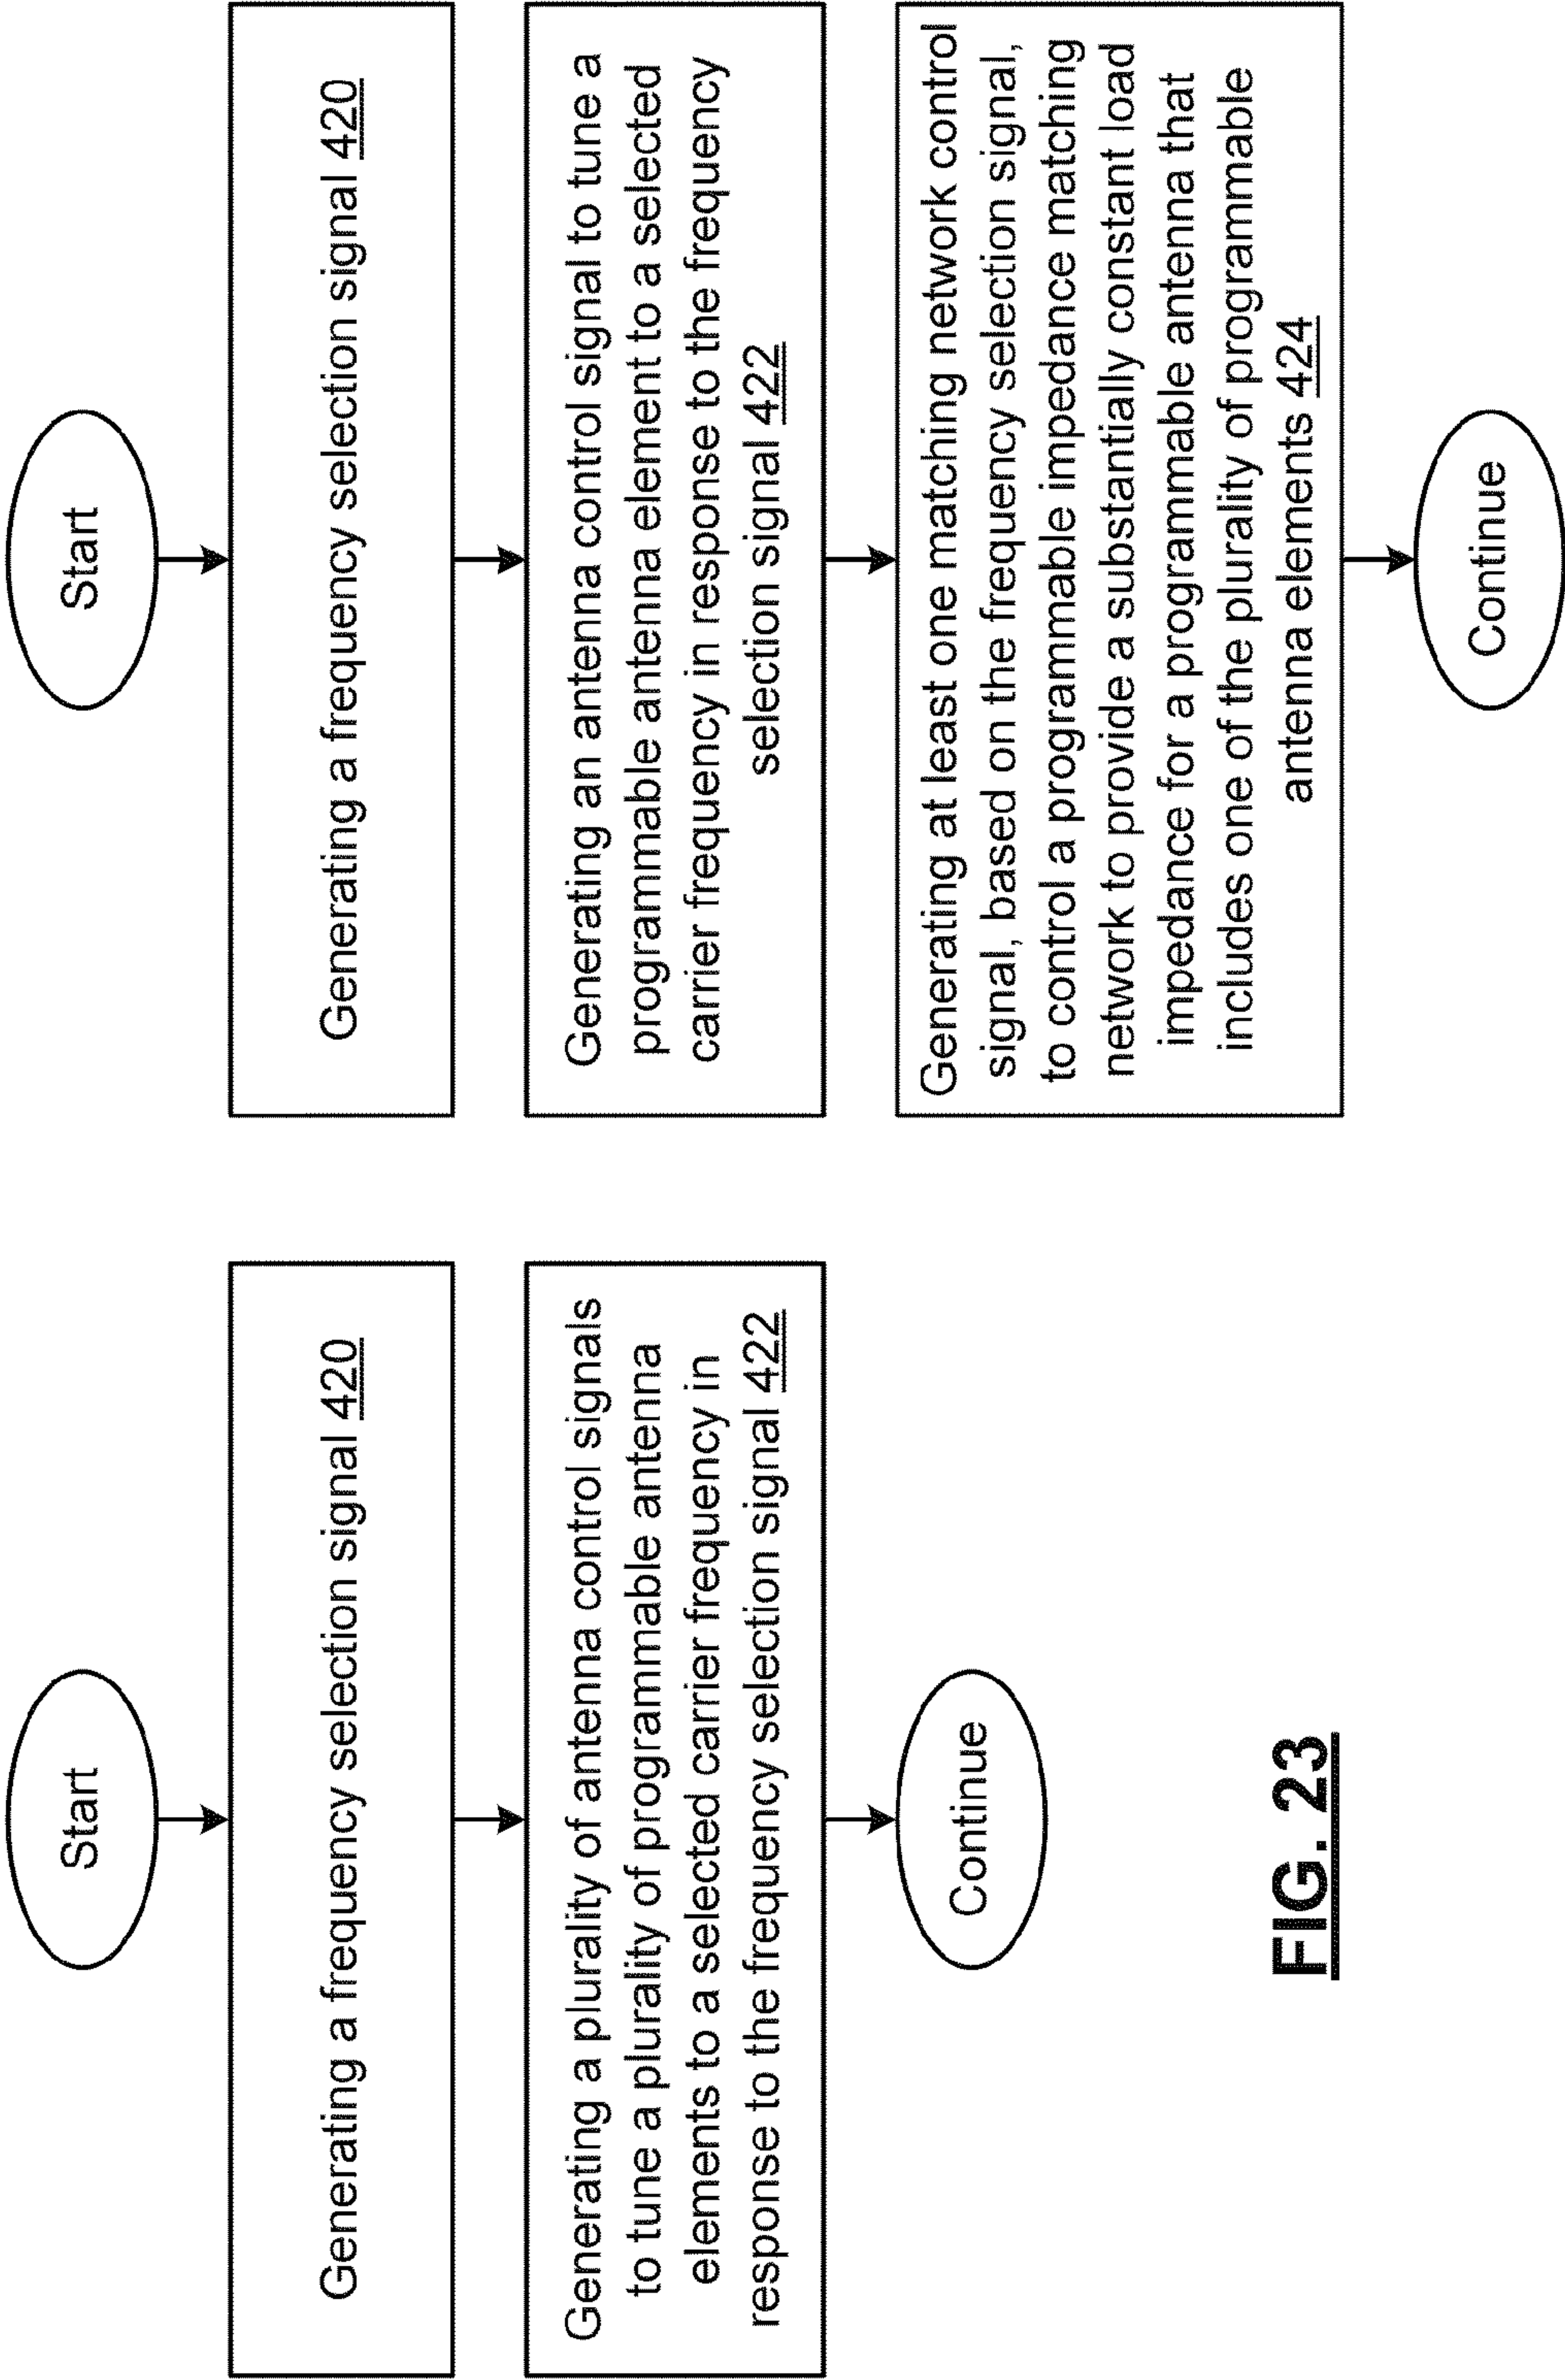 Start
Generating a frequency selection signal 420
Generating a plurality of antenna control signals
to tune a plurality of programmable antenna
elements to a selected carrier frequency in
response to the frequency selection signal 422
Continue
FIG. 23
Start
Generating a frequency selection signal 420
Generating an antenna control signal to tune a
programmable antenna element to a selected
carrier frequency in response to the frequency
selection signal 422
Generating at least one matching network control
signal, based on the frequency selection signal,
to control a programmable impedance matching
network to provide a substantially constant load
impedance for a programmable antenna that
includes one of the plurality of programmable
antenna elements 424
Continue